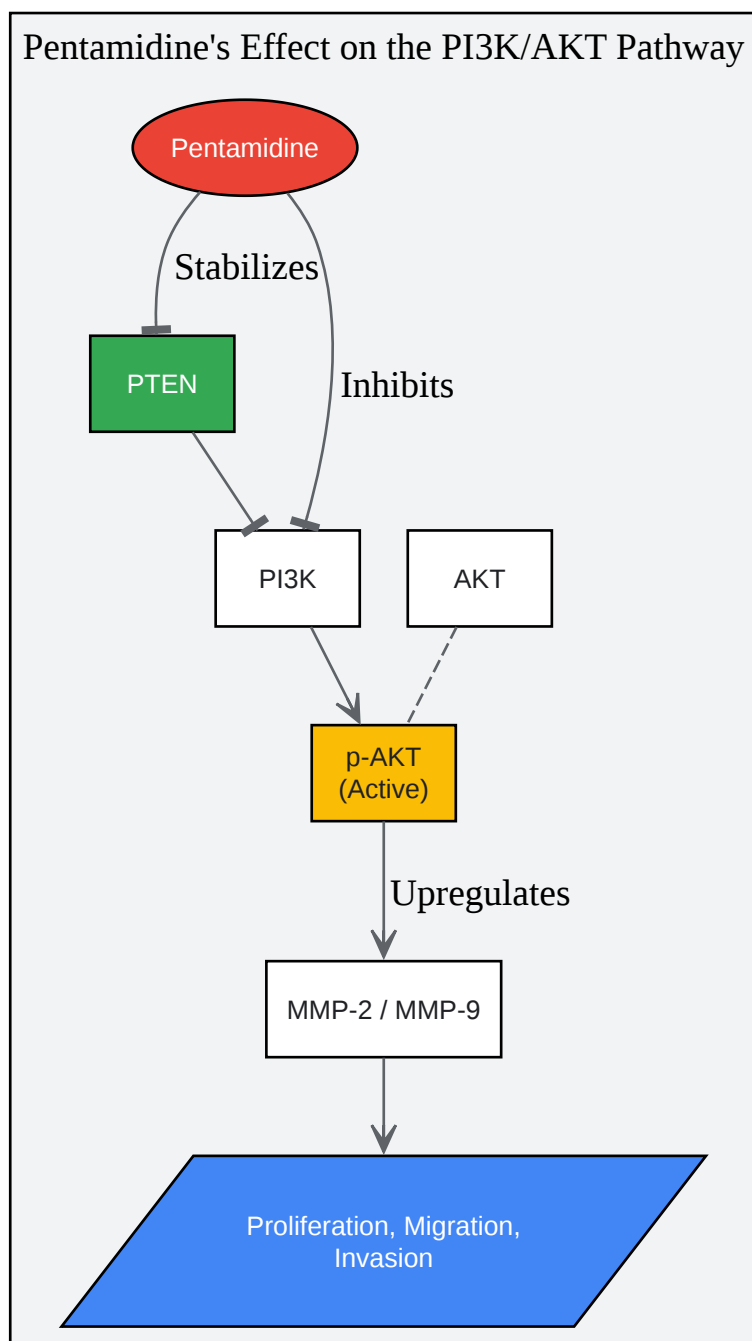 Pentamidine's Effect on the PI3K/AKT Pathway
Pentamidine
Stabilizes
PTEN
Inhibits
PI3K
AKT
p-AKT
(Active)
Upregulates
MMP-2 / MMP-9
Proliferation, Migration,
Invasion